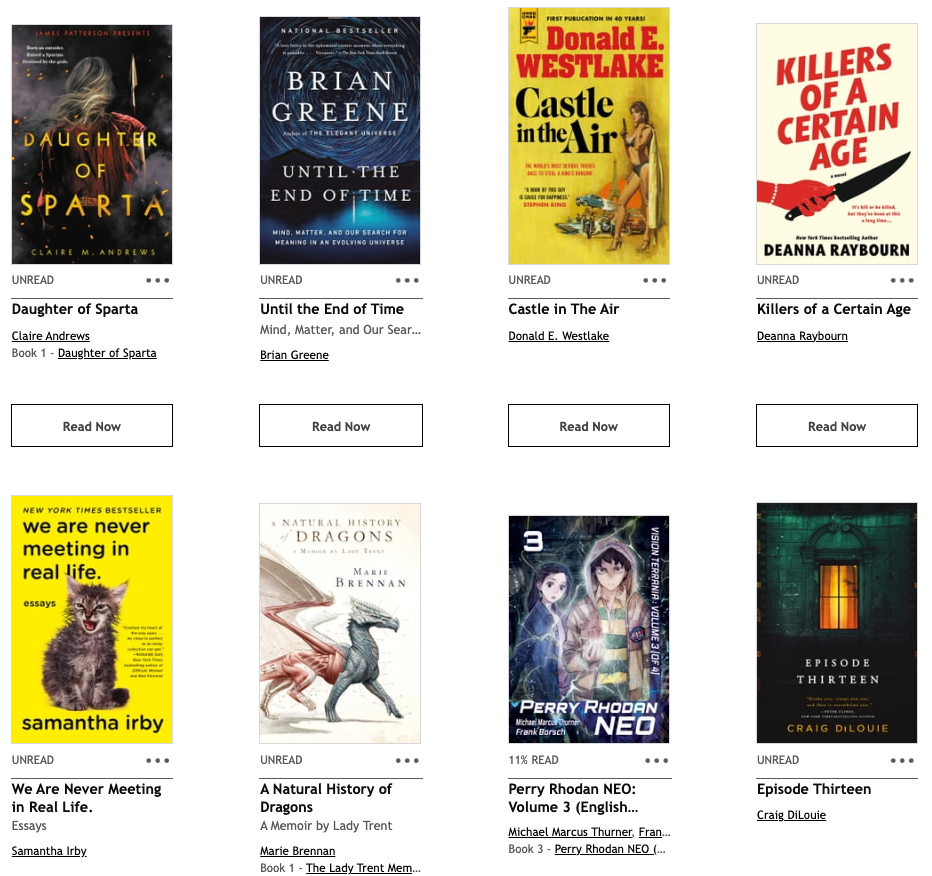 JAMES PATTERSON PRESENTS
Born an outsider.
Raised a Spartan.
Destined by the gods.
DAUGHTER
OF
SPARTA
CLAIRE M. ANDREWS
NATIONAL BESTSELLER
BRIAN
GREENE
Author of THE ELEGANT UNIVERSE
UNTIL THE
END OF TIME
MIND, MATTER, AND OUR SEARCH FOR
MEANING IN AN EVOLVING UNIVERSE
HARD CASE CRIME
FIRST PUBLICATION IN 40 YEARS!
Donald E.
WESTLAKE
Castle
in the Air
THE WORLD'S MOST DEVIOUS THIEVES
RACE TO STEAL A KING'S RANSOM!
"A BOOK BY THIS GUY
IS CAUSE FOR HAPPINESS."
STEPHEN KING
KILLERS
OF A
CERTAIN
AGE
a novel
It's kill or be killed,
but they've been at this
a long time....
New York Times Bestselling Author
DEANNA RAYBOURN
UNREAD
UNREAD
UNREAD
UNREAD
Daughter of Sparta
Claire Andrews
Book 1 - Daughter of Sparta
Until the End of Time
Mind, Matter, and Our Sear...
Brian Greene
Castle in The Air
Donald E. Westlake
Killers of a Certain Age
Deanna Raybourn
Read Now
Read Now
Read Now
Read Now
NEW YORK TIMES BESTSELLER
we are never
meeting in
real life.
essays
samantha irby
A NATURAL HISTORY
of DRAGONS
A MEMOIR BY LADY TRENT
MARIE
BRENNAN
3
VISION TERRANIA: VOLUME 3 (OF 4)
PERRY RHODAN
NEO
Michael Marcus Thurner
Frank Borsch
EPISODE
THIRTEEN
CRAIG DiLOUIE
UNREAD
UNREAD
11% READ
UNREAD
We Are Never Meeting
in Real Life.
Essays
Samantha Irby
A Natural History of
Dragons
A Memoir by Lady Trent
Marie Brennan
Book 1 - The Lady Trent Mem...
Perry Rhodan NEO:
Volume 3 (English...
Michael Marcus Thurner, Fran...
Book 3 - Perry Rhodan NEO (...
Episode Thirteen
Craig DiLouie